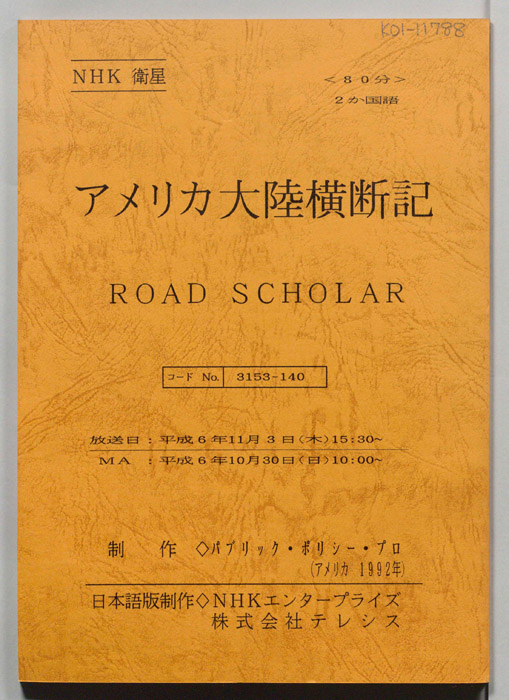 K01-11788
NHK 衛星
<80分>
2か国語
アメリカ大陸横断記
ROAD SCHOLAR
コード No. 3153-140
放送日:平成6年11月3日(木)15:30~
MA :平成6年10月30日(日)10:00~
制 作 ◇パブリック・ポリシー・プロ
(アメリカ 1992年)
日本語版制作◇NHKエンタープライズ
株式会社テレシス